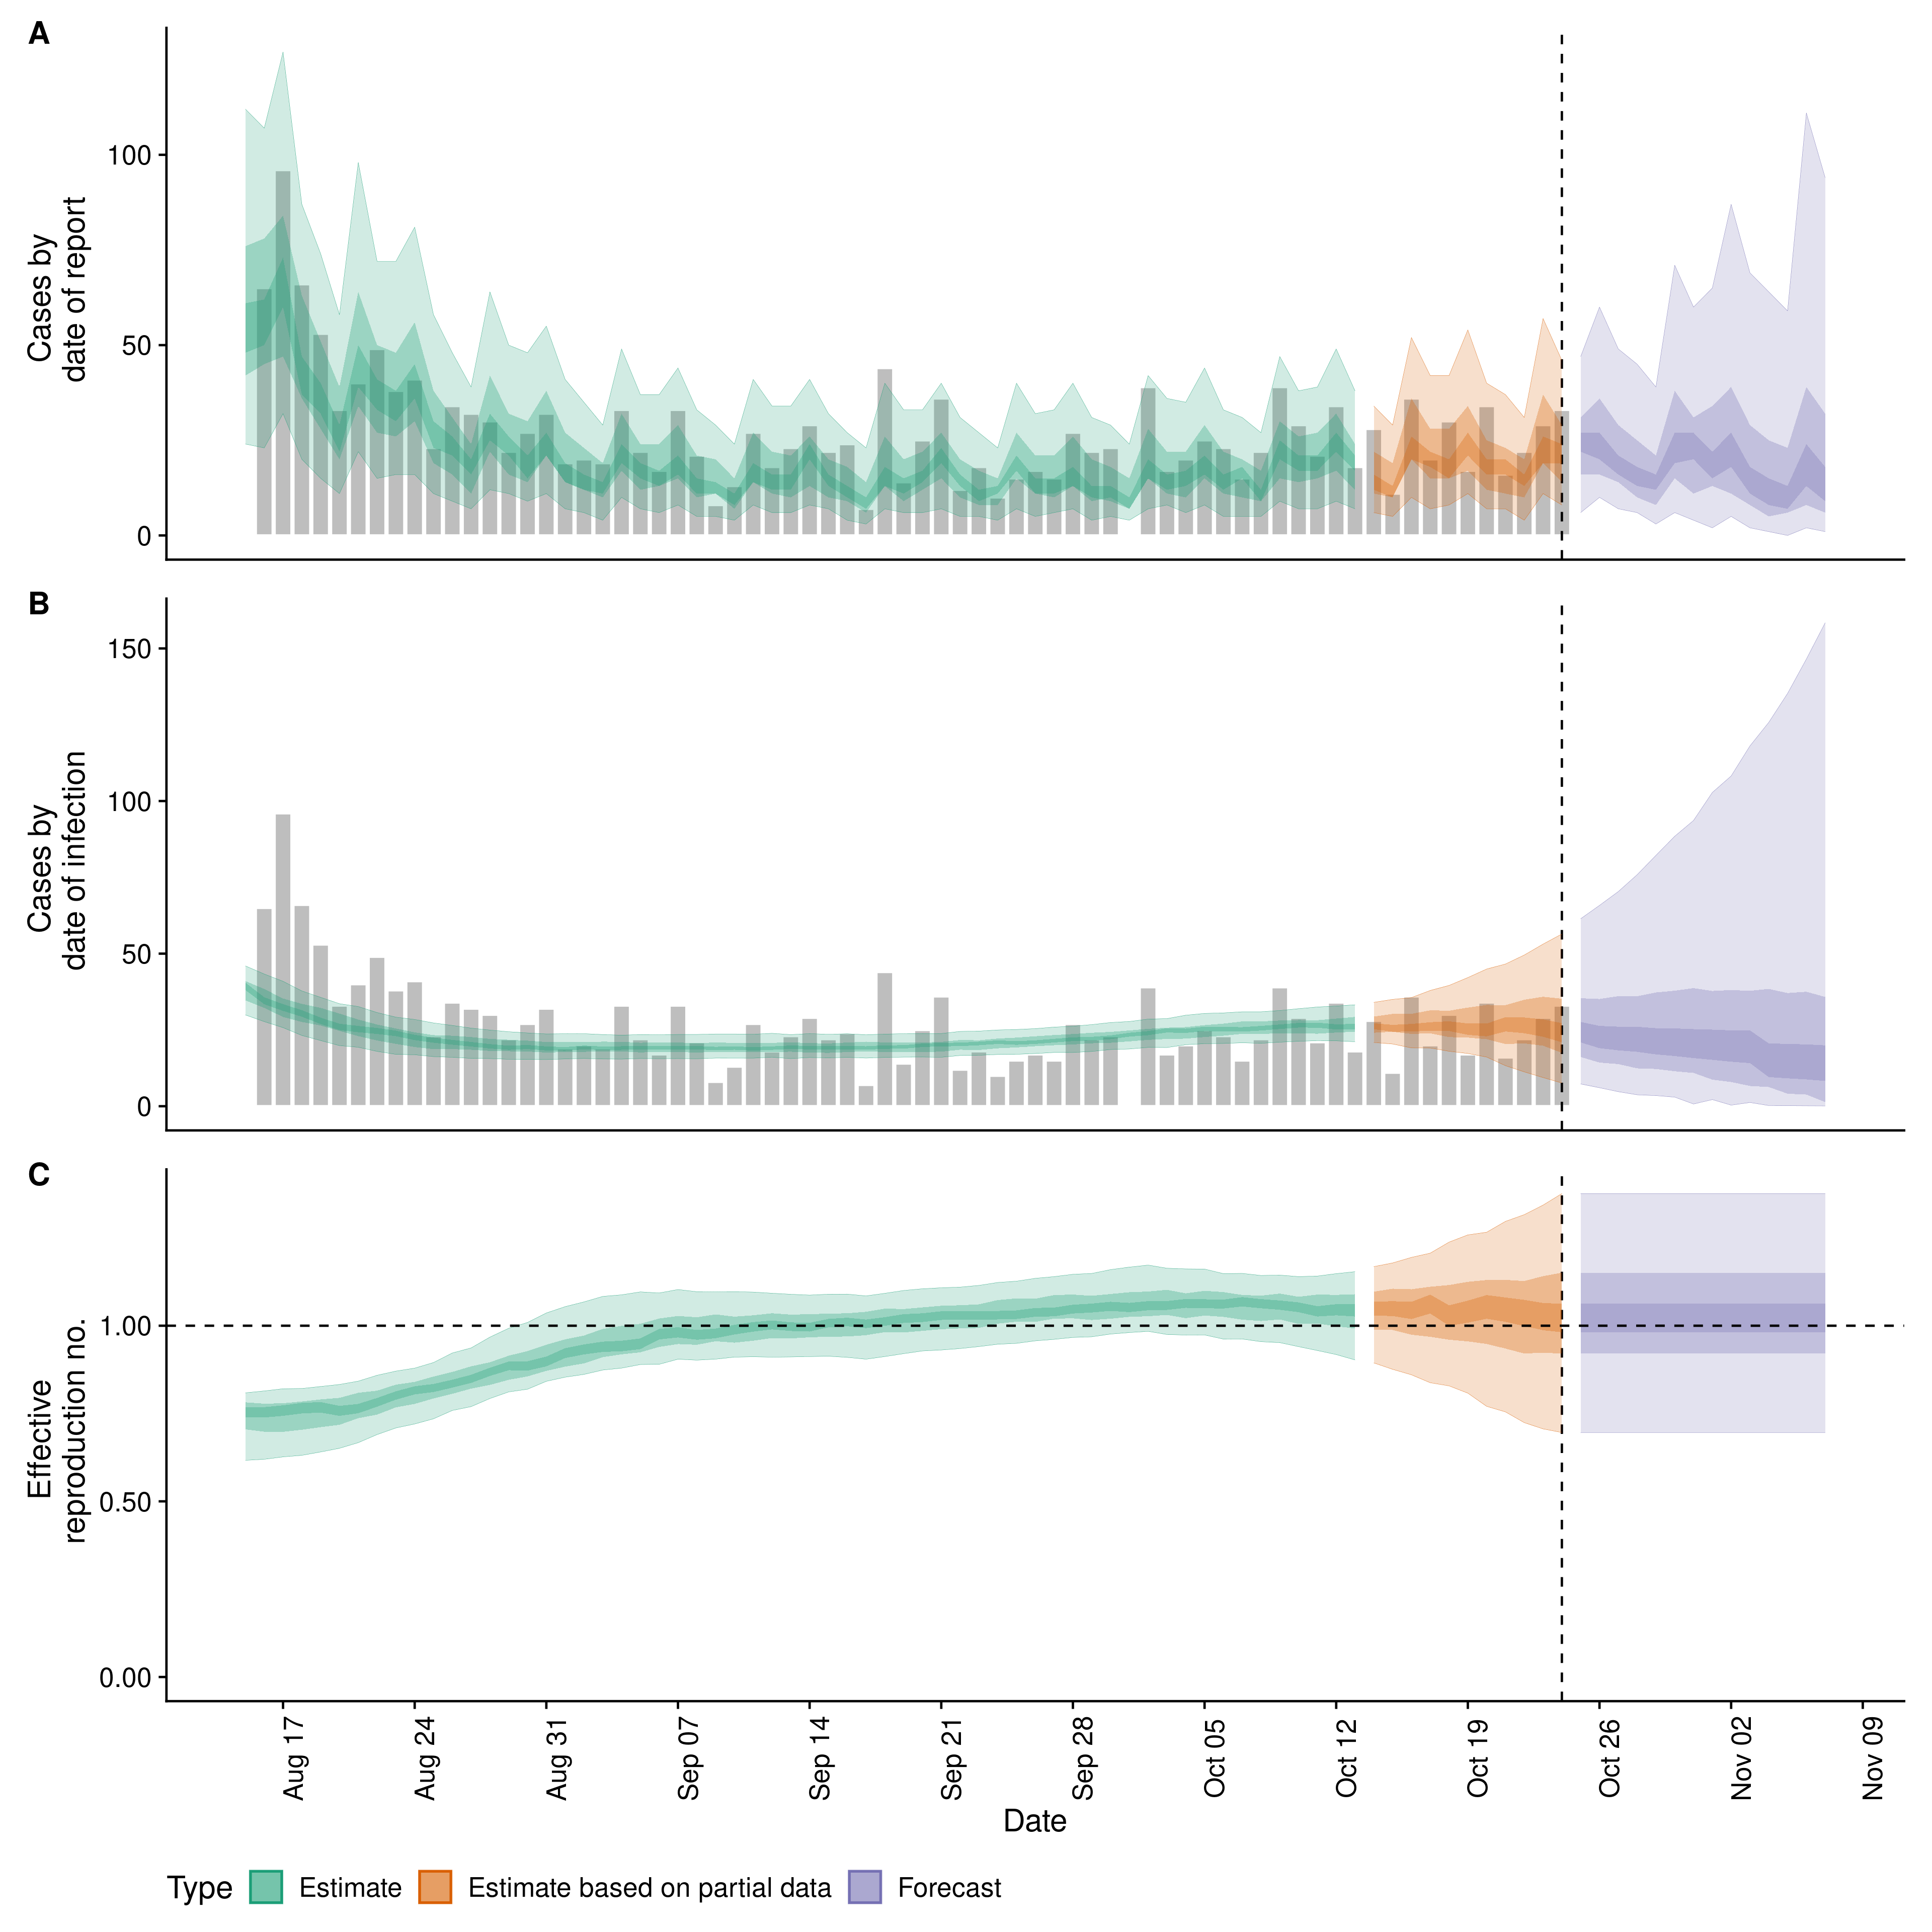 A
Cases by
date of report
100
50
0
B
Cases by
date of infection
150
100
50
0
C
Effective
reproduction no.
1.00
0.50
0.00
Aug 17
Aug 24
Aug 31
Sep 07
Sep 14
Sep 21
Sep 28
Oct 05
Oct 12
Oct 19
Oct 26
Nov 02
Nov 09
Date
Type Estimate Estimate based on partial data Forecast